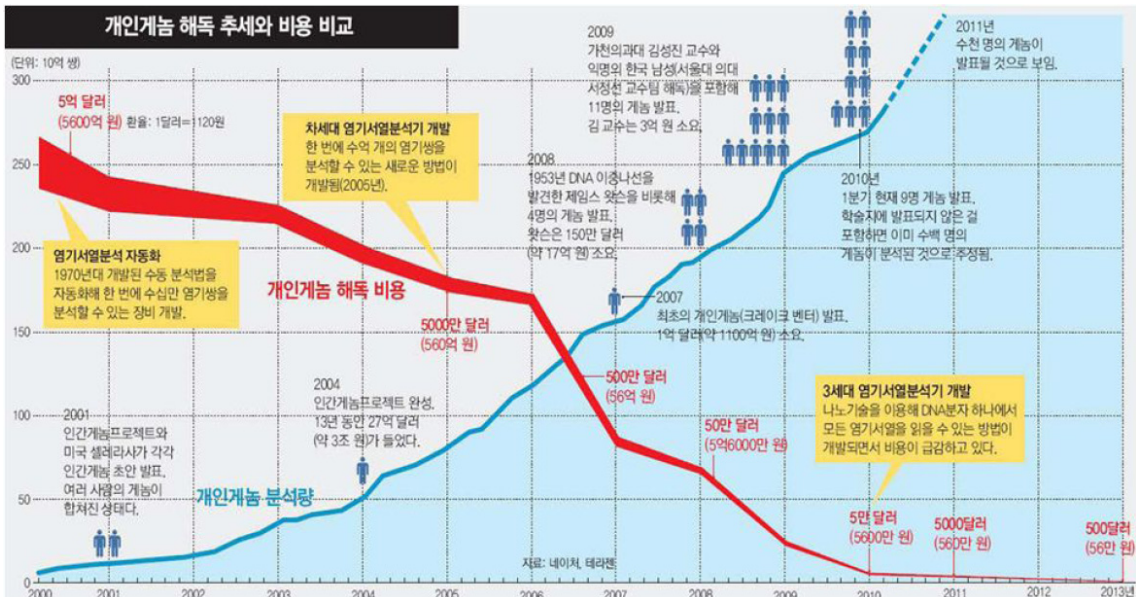 개인게놈 해독 추세와 비용 비교
(단위: 10억 쌍)
300
250
200
150
100
50
0
5억 달러
(5600억 원)
환율: 1달러=1120원
염기서열분석 자동화
1970년대 개발된 수동 분석법을
자동화해 한 번에 수십만 염기쌍을
분석할 수 있는 장비 개발.
차세대 염기서열분석기 개발
한 번에 수억 개의 염기쌍을
분석할 수 있는 새로운 방법이
개발됨(2005년).
개인게놈 해독 비용
5000만 달러
(560억 원)
2001
인간게놈프로젝트와
미국 셀레라사가 각각
인간게놈 초안 발표.
여러 사람의 게놈이
합쳐진 상태다.
2004
인간게놈프로젝트 완성.
13년 동안 27억 달러
(약 3조 원)가 들었다.
개인게놈 분석량
2008
1953년 DNA 이중나선을
발견한 제임스 왓슨을 비롯해
4명의 게놈 발표.
왓슨은 150만 달러
(약 17억 원) 소요.
2009
가천의과대 김성진 교수와
익명의 한국 남성(서울대 의대
서정선 교수팀 해독)을 포함해
11명의 게놈 발표.
김 교수는 3억 원 소요.
2007
최초의 개인게놈(크레이크 벤터) 발표.
1억 달러(약 1100억 원) 소요.
2011년
수천 명의 게놈이
발표될 것으로 보임.
2010년
1분기 현재 9명 게놈 발표.
학술지에 발표되지 않은 걸
포함하면 이미 수백 명의
게놈이 분석된 것으로 추정됨.
500만 달러
(56억 원)
50만 달러
(5억6000만 원)
3세대 염기서열분석기 개발
나노기술을 이용해 DNA분자 하나에서
모든 염기서열을 읽을 수 있는 방법이
개발되면서 비용이 급감하고 있다.
5만 달러
(5600만 원)
5000달러
(560만 원)
500달러
(56만 원)
자료: 네이처, 테라젠
2000 2001 2002 2003 2004 2005 2006 2007 2008 2009 2010 2011 2012 2013년